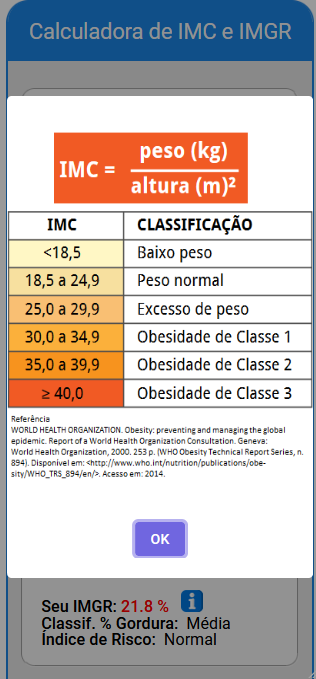 Calculadora de IMC e IMGR
IMC = peso (kg)
altura (m)²
IMC CLASSIFICAÇÃO
<18,5 Baixo peso
18,5 a 24,9 Peso normal
25,0 a 29,9 Excesso de peso
30,0 a 34,9 Obesidade de Classe 1
35,0 a 39,9 Obesidade de Classe 2
≥ 40,0 Obesidade de Classe 3
Referência
WORLD HEALTH ORGANIZATION. Obesity: preventing and managing the global
epidemic. Report of a World Health Organization Consultation. Geneva:
World Health Organization, 2000. 253 p. (WHO Obesity Technical Report Series, n.
894). Disponível em: <http://www.who.int/nutrition/publications/obe-
sity/WHO_TRS_894/en/>. Acesso em: 2014.
OK
Seu IMGR: 21.8 % i
Classif. % Gordura: Média
Índice de Risco: Normal